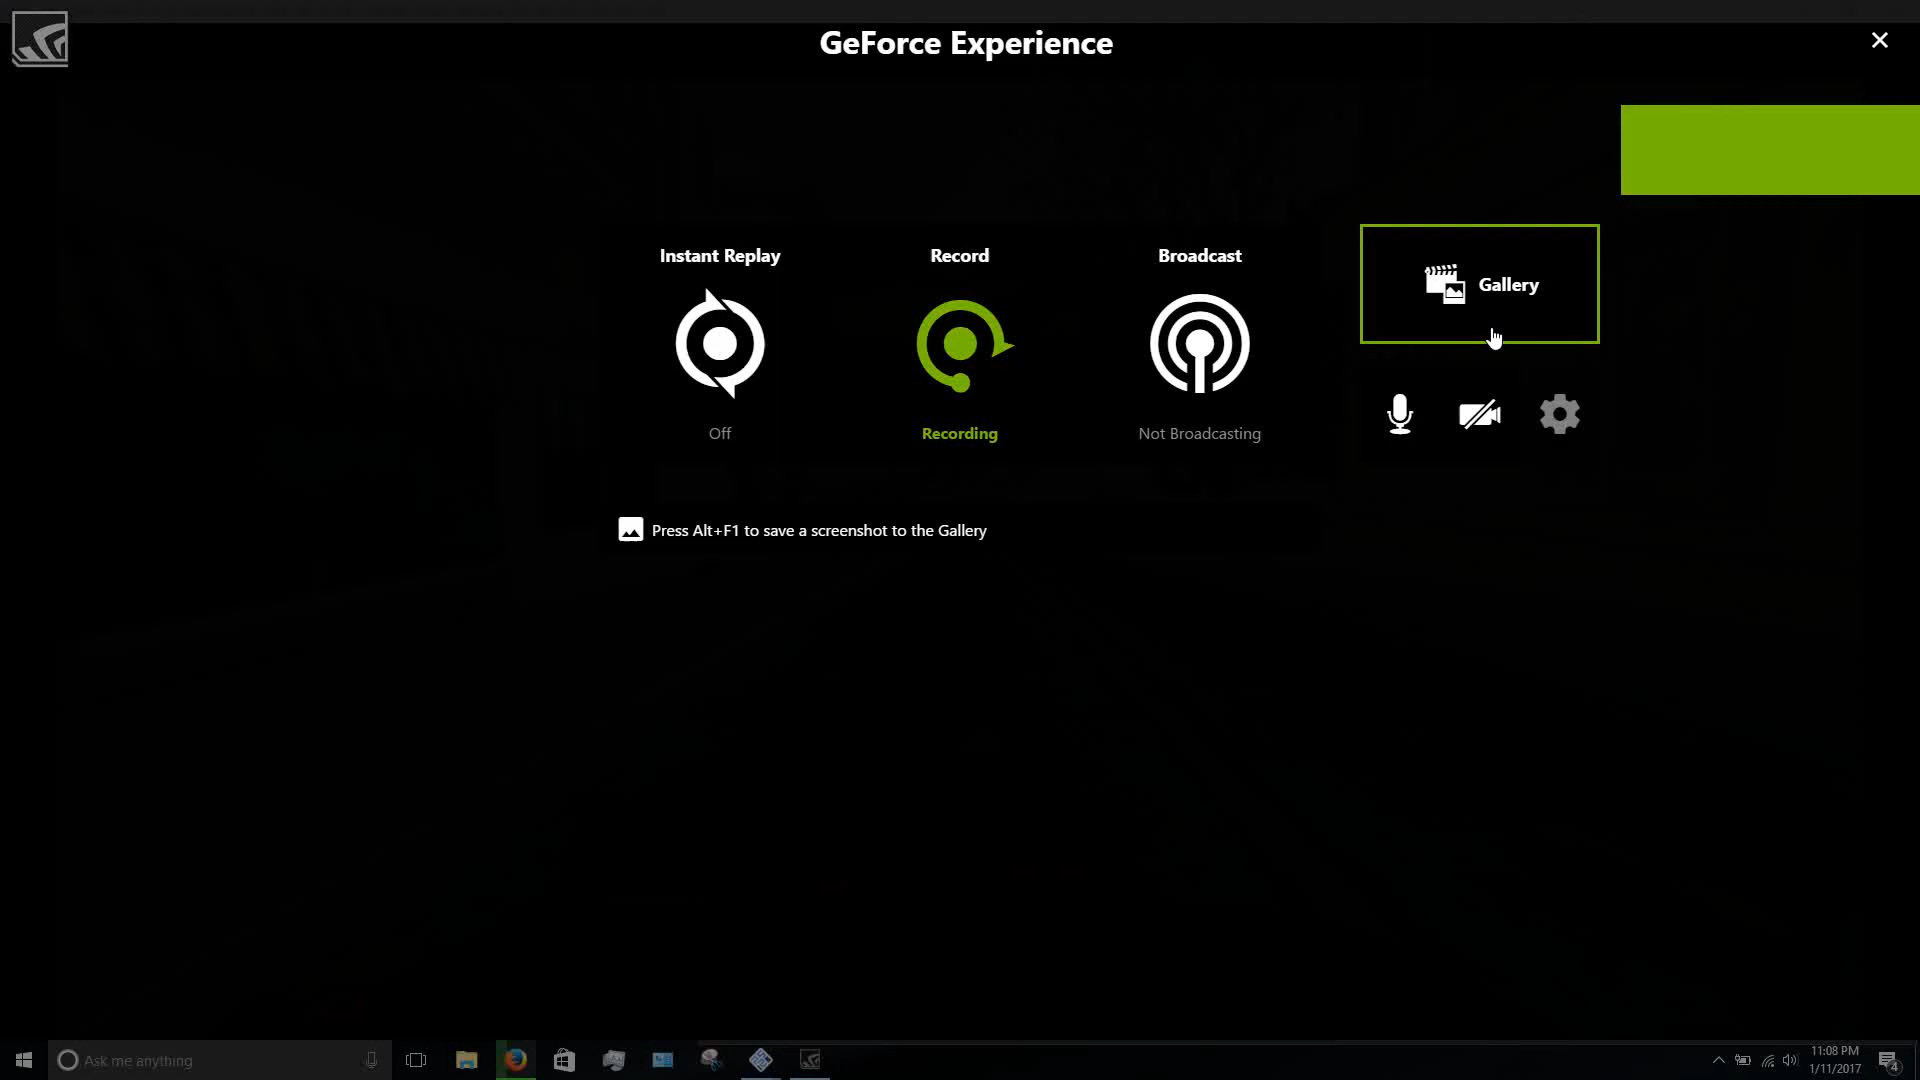 GeForce Experience
Instant Replay
Record
Broadcast
Gallery
Off
Recording
Not Broadcasting
Press Alt+F1 to save a screenshot to the Gallery
Ask me anything
11:08 PM
1/11/2017
4